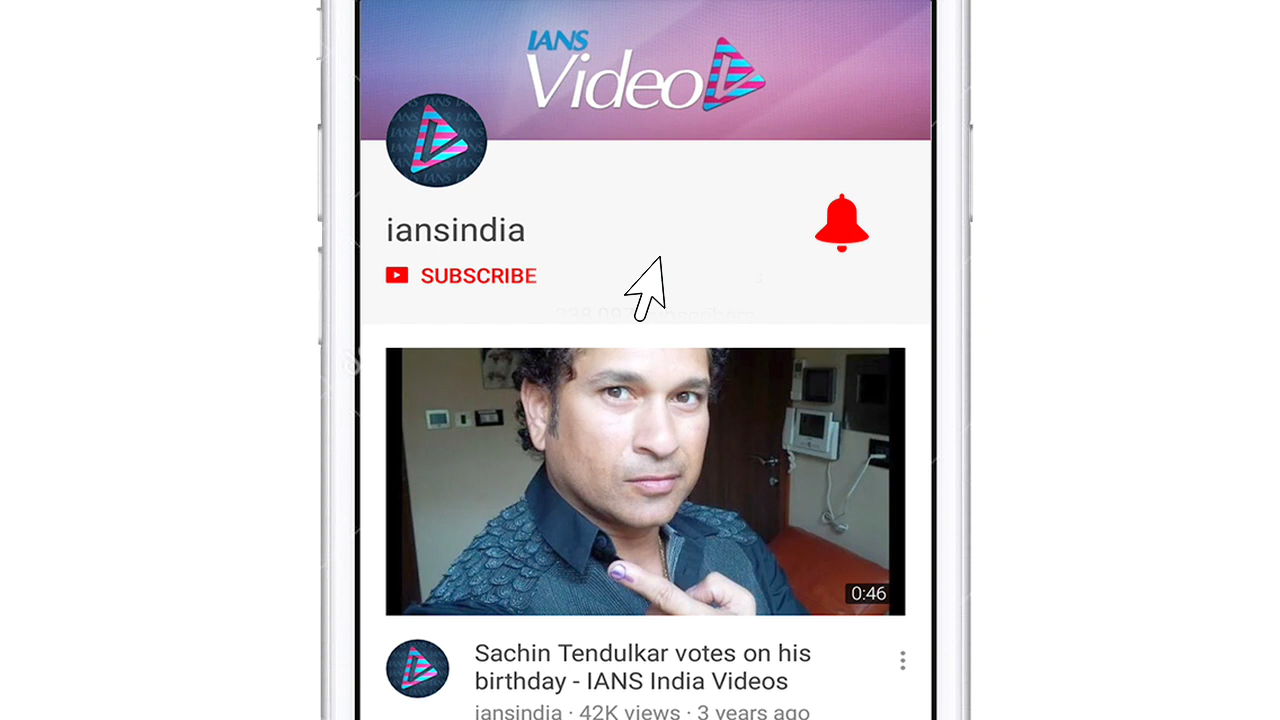 IANS
Video
iansindia
SUBSCRIBE
0:46
Sachin Tendulkar votes on his
birthday - IANS India Videos
iansindia · 42K views · 3 years ago